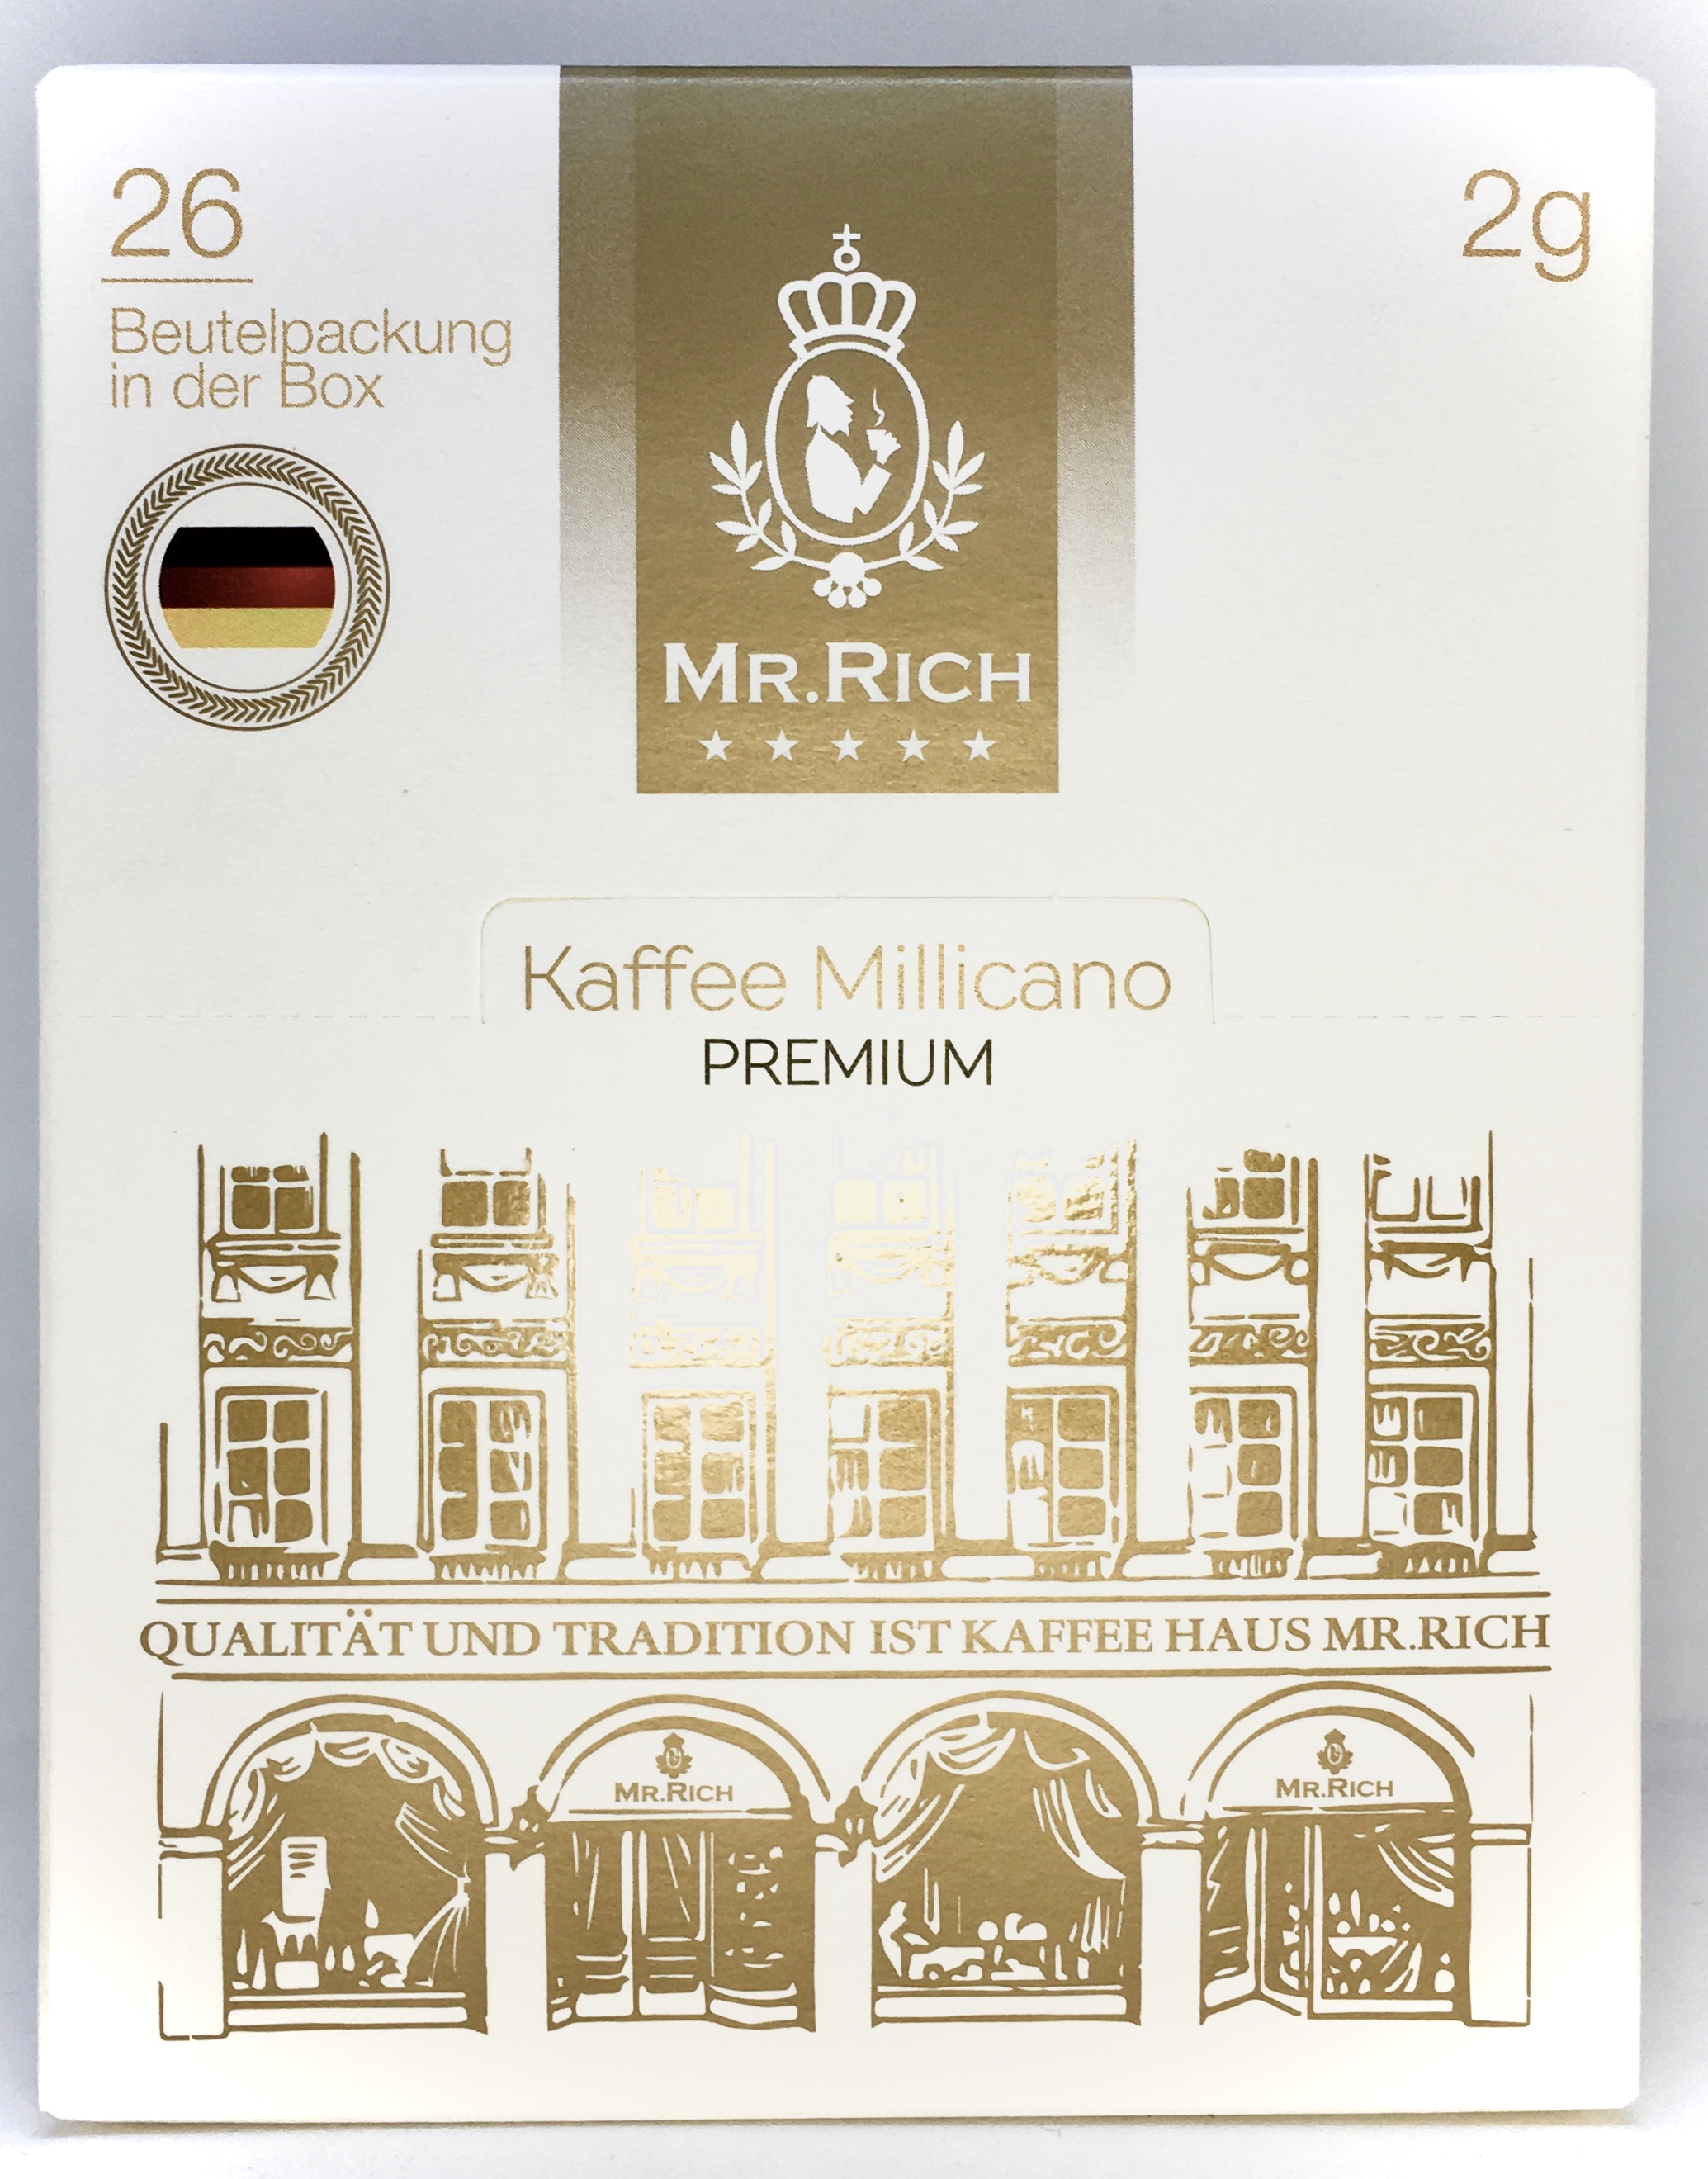 26
2g
Beutelpackung
in der Box
MR.RICH
Kaffee Millicano
PREMIUM
QUALITÄT UND TRADITION IST KAFFEE HAUS MR.RICH
MR.RICH
MR.RICH